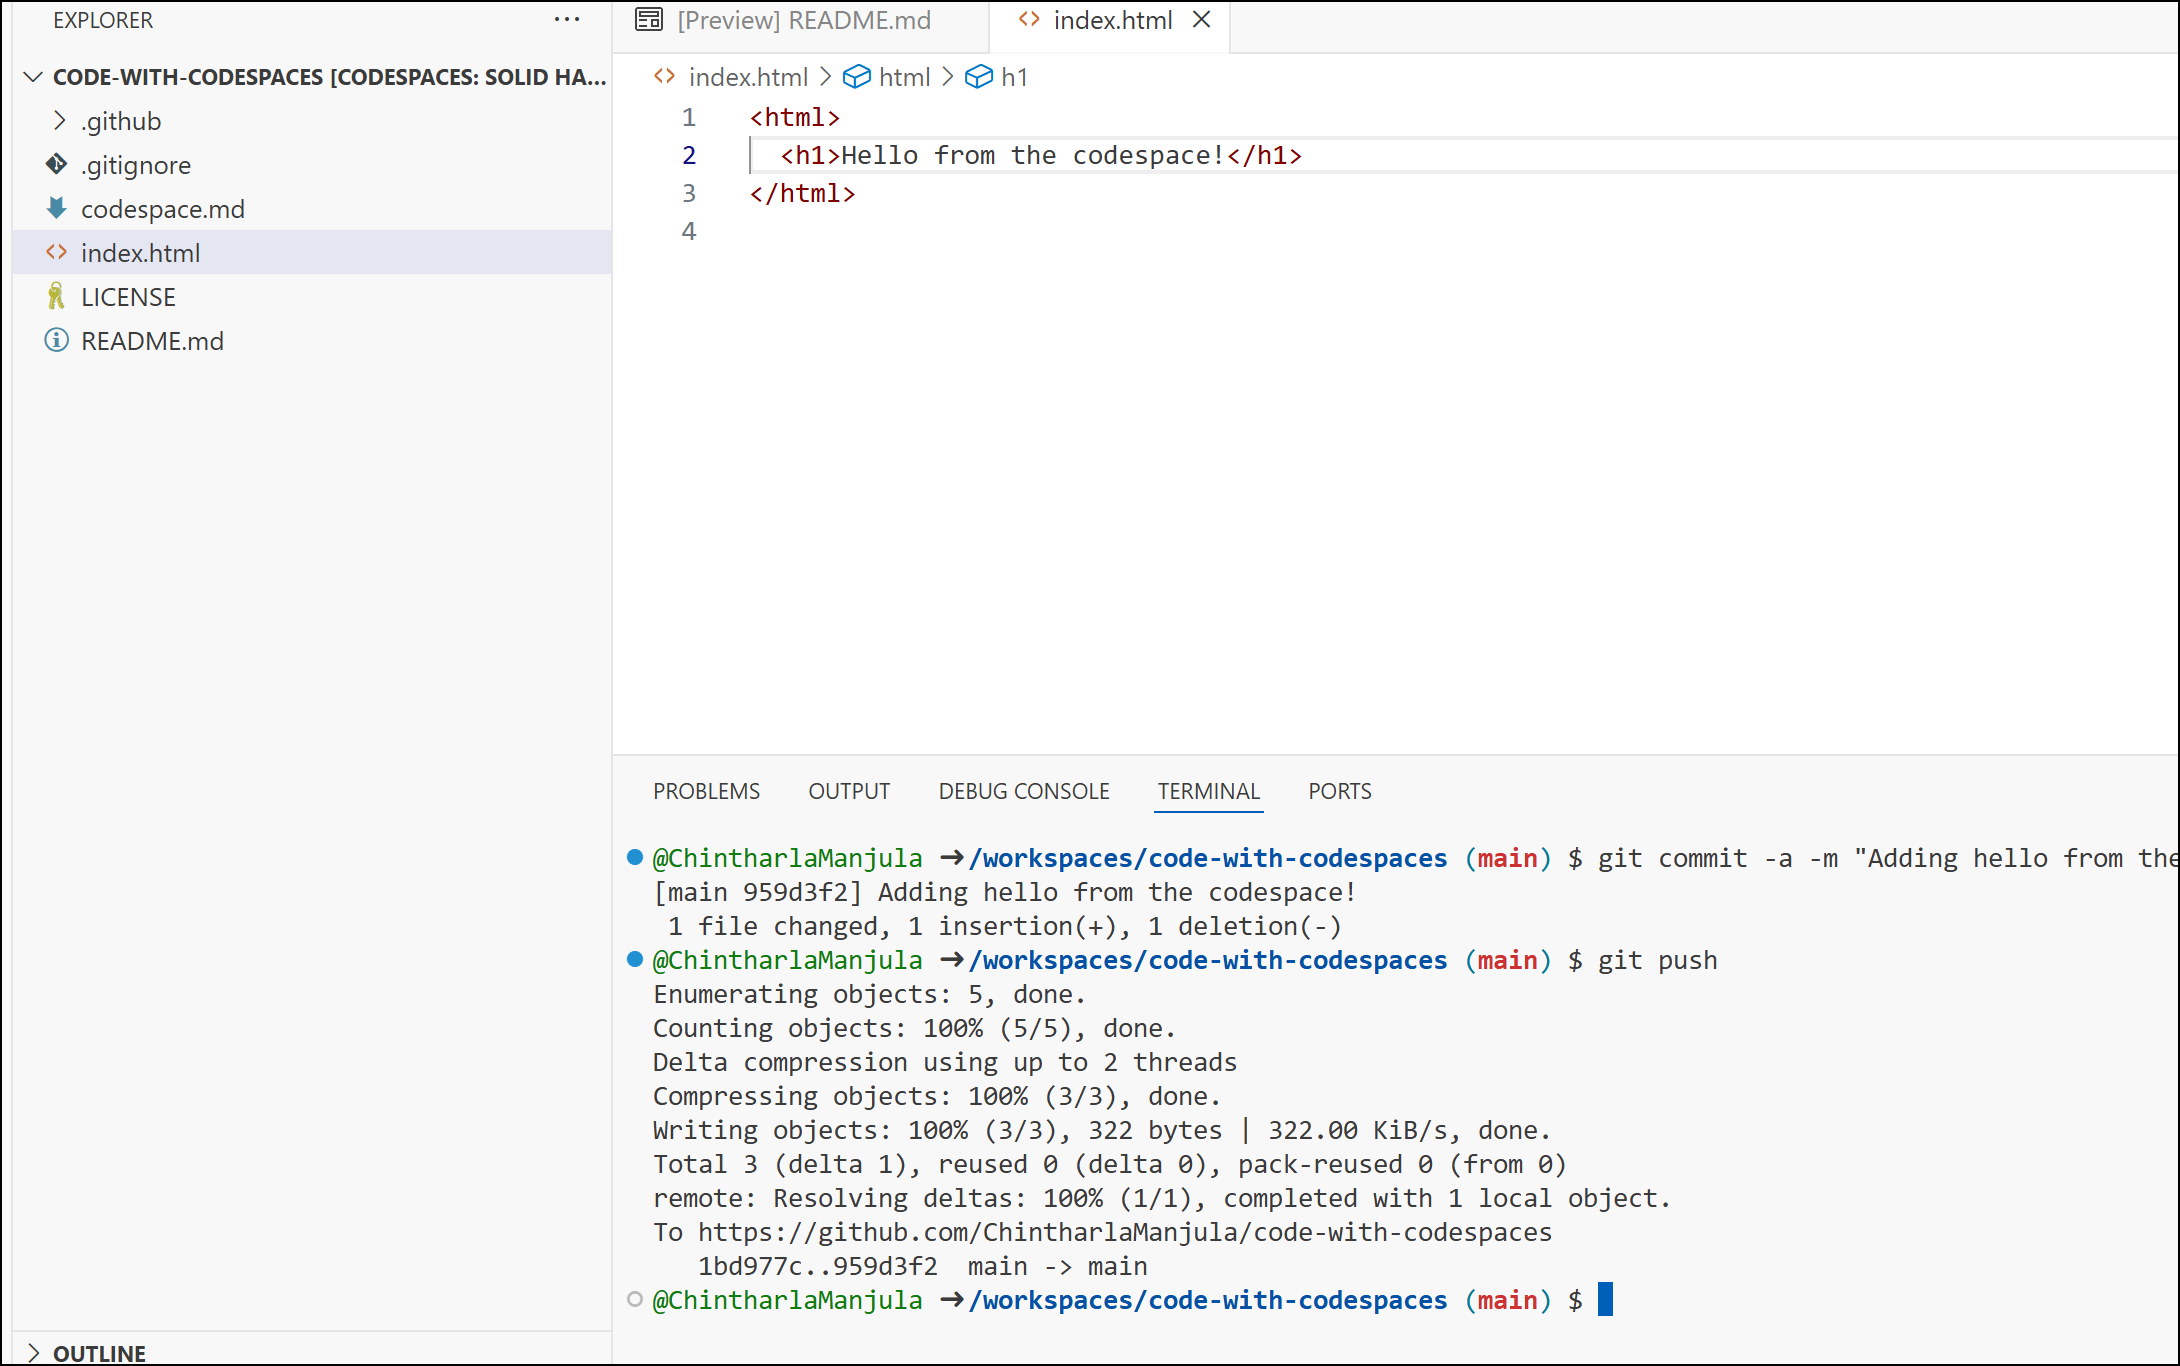 EXPLORER ...
CODE-WITH-CODESPACES [CODESPACES: SOLID HA...
.github
.gitignore
codespace.md
index.html
LICENSE
README.md
OUTLINE
[Preview] README.md
index.html
index.html > html > h1
1 <html>
2 <h1>Hello from the codespace!</h1>
3 </html>
4
PROBLEMS OUTPUT DEBUG CONSOLE TERMINAL PORTS
@ChintharlaManjula ➜/workspaces/code-with-codespaces (main) $ git commit -a -m "Adding hello from the
[main 959d3f2] Adding hello from the codespace!
1 file changed, 1 insertion(+), 1 deletion(-)
@ChintharlaManjula ➜/workspaces/code-with-codespaces (main) $ git push
Enumerating objects: 5, done.
Counting objects: 100% (5/5), done.
Delta compression using up to 2 threads
Compressing objects: 100% (3/3), done.
Writing objects: 100% (3/3), 322 bytes | 322.00 KiB/s, done.
Total 3 (delta 1), reused 0 (delta 0), pack-reused 0 (from 0)
remote: Resolving deltas: 100% (1/1), completed with 1 local object.
To https://github.com/ChintharlaManjula/code-with-codespaces
1bd977c..959d3f2 main -> main
@ChintharlaManjula ➜/workspaces/code-with-codespaces (main) $